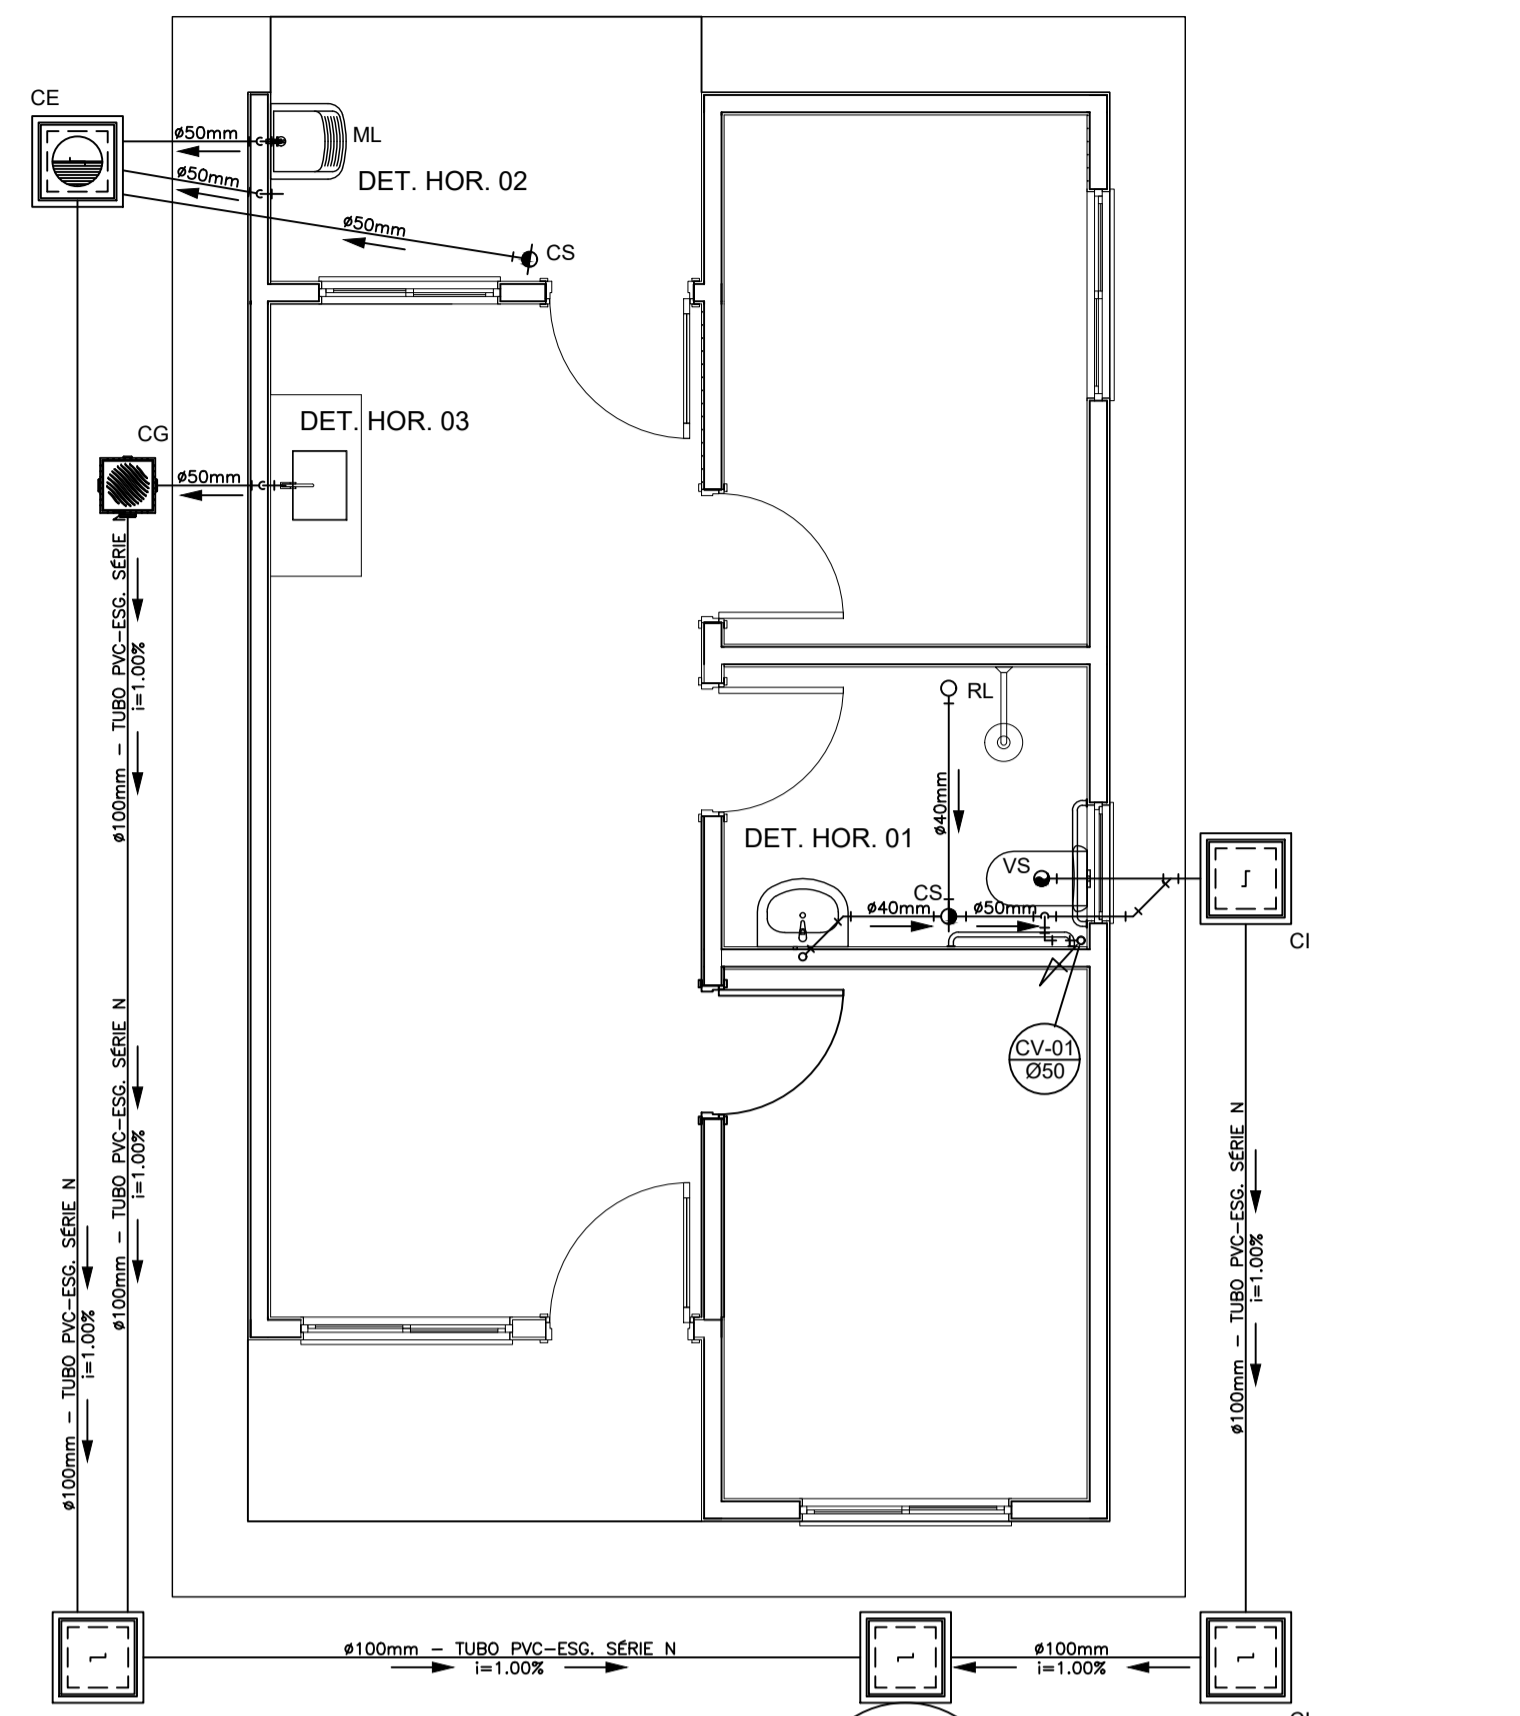 CE
ø50mm
ML
ø50mm
DET. HOR. 02
ø50mm
CS
DET. HOR. 03
CG
ø50mm
ø100mm – TUBO PVC–ESG. SÉRIE N
i=1.00%
RL
ø40mm
DET. HOR. 01
VS
CS
ø40mm
ø50mm
CI
CV-01
Ø50
ø100mm – TUBO PVC–ESG. SÉRIE N
i=1.00%
ø100mm – TUBO PVC–ESG. SÉRIE N
i=1.00%
ø100mm – TUBO PVC–ESG. SÉRIE N
i=1.00%
ø100mm – TUBO PVC–ESG. SÉRIE N
i=1.00%
ø100mm
i=1.00%